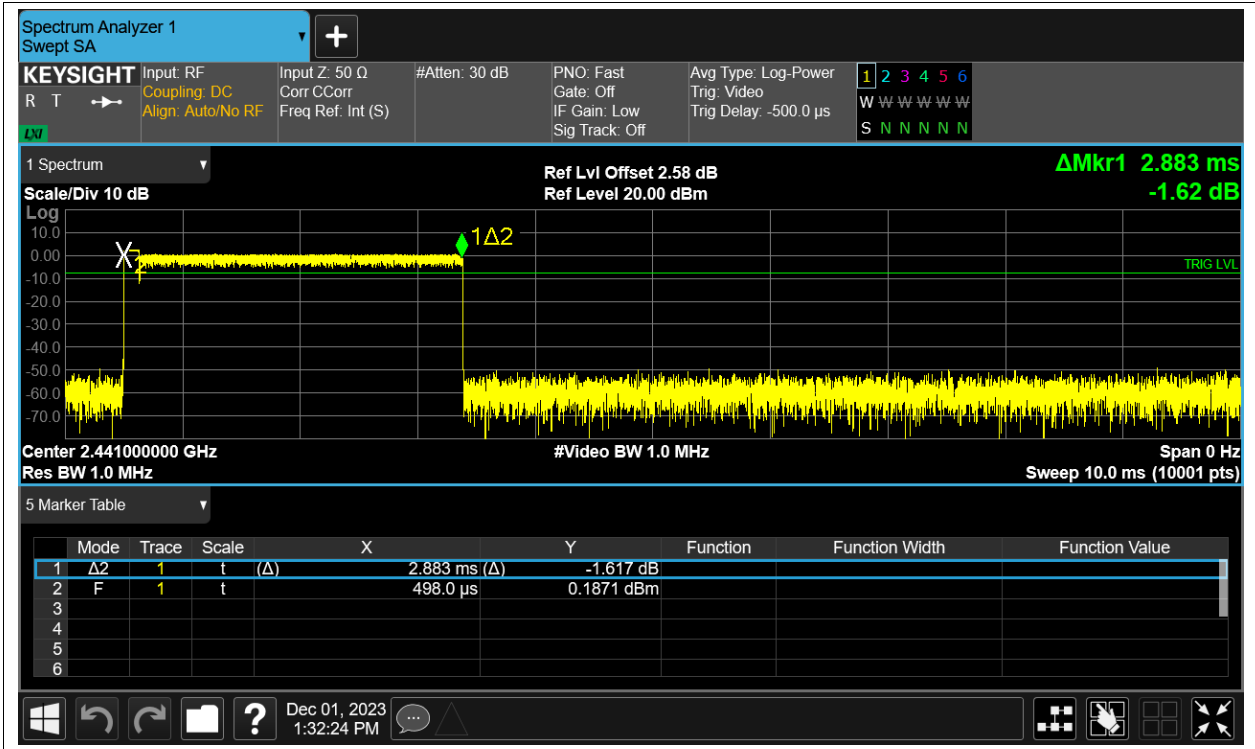 Spectrum Analyzer 1
Swept SA
KEYSIGHT Input: RF Input Z: 50 Ω #Atten: 30 dB PNO: Fast Avg Type: Log-Power 1 2 3 4 5 6
R T Coupling: DC Corr CCorr Gate: Off Trig: Video W W W W W W
Align: Auto/No RF Freq Ref: Int (S) IF Gain: Low Trig Delay: -500.0 µs
LXI Sig Track: Off S N N N N N
1 Spectrum Ref Lvl Offset 2.58 dB ΔMkr1 2.883 ms
Scale/Div 10 dB Ref Level 20.00 dBm -1.62 dB
Log
10.0 1Δ2
0.00 X 2
TRIG LVL
-10.0
-20.0
-30.0
-40.0
-50.0
-60.0
-70.0
Center 2.441000000 GHz #Video BW 1.0 MHz Span 0 Hz
Res BW 1.0 MHz Sweep 10.0 ms (10001 pts)
5 Marker Table
Mode Trace Scale X Y Function Function Width Function Value
1 Δ2 1 t (Δ) 2.883 ms (Δ) -1.617 dB
2 F 1 t 498.0 µs 0.1871 dBm
3
4
5
6
? Dec 01, 2023
1:32:24 PM